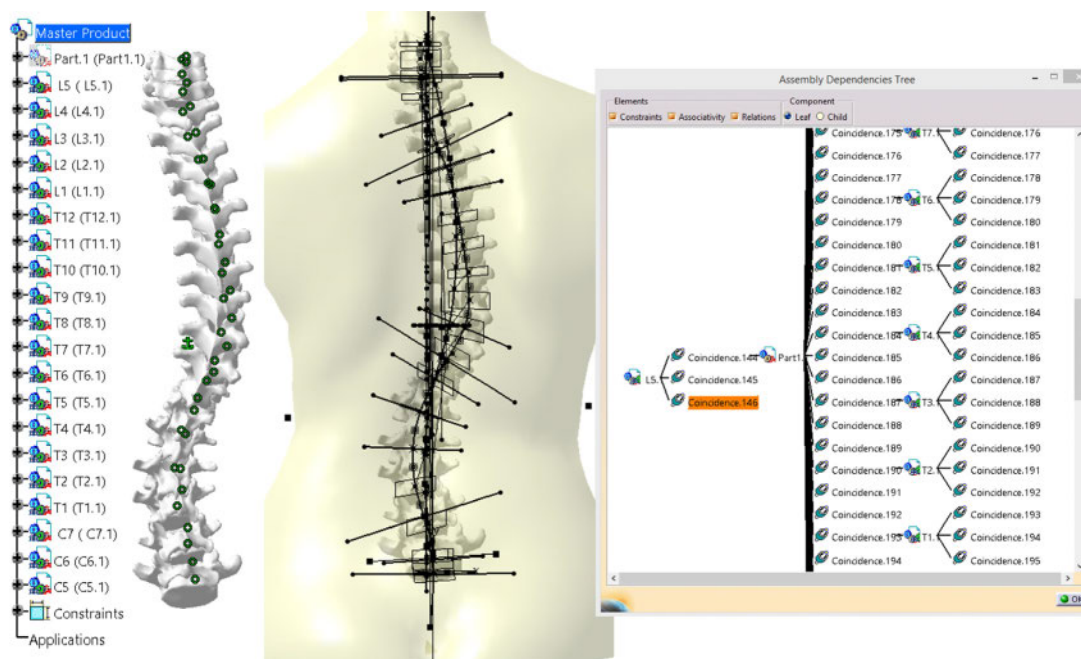 Master Product
Part.1 (Part1.1)
L5 ( L5.1)
L4 (L4.1)
L3 (L3.1)
L2 (L2.1)
L1 (L1.1)
T12 (T12.1)
T11 (T11.1)
T10 (T10.1)
T9 (T9.1)
T8 (T8.1)
T7 (T7.1)
T6 (T6.1)
T5 (T5.1)
T4 (T4.1)
T3 (T3.1)
T2 (T2.1)
T1 (T1.1)
C7 ( C7.1)
C6 (C6.1)
C5 (C5.1)
Constraints
Applications
Assembly Dependencies Tree
Elements
Constraints Associativity Relations
Component
Leaf Child
L5.
Coincidence.144
Coincidence.145
Coincidence.146
Part1.
Coincidence.175
Coincidence.176
Coincidence.177
Coincidence.178
Coincidence.179
Coincidence.180
Coincidence.181
Coincidence.182
Coincidence.183
Coincidence.184
Coincidence.185
Coincidence.186
Coincidence.187
Coincidence.188
Coincidence.189
Coincidence.190
Coincidence.191
Coincidence.192
Coincidence.193
Coincidence.194
T7.
T6.
T5.
T4.
T3.
T2.
T1.
Coincidence.176
Coincidence.177
Coincidence.178
Coincidence.179
Coincidence.180
Coincidence.181
Coincidence.182
Coincidence.183
Coincidence.184
Coincidence.185
Coincidence.186
Coincidence.187
Coincidence.188
Coincidence.189
Coincidence.190
Coincidence.191
Coincidence.192
Coincidence.193
Coincidence.194
Coincidence.195
OK